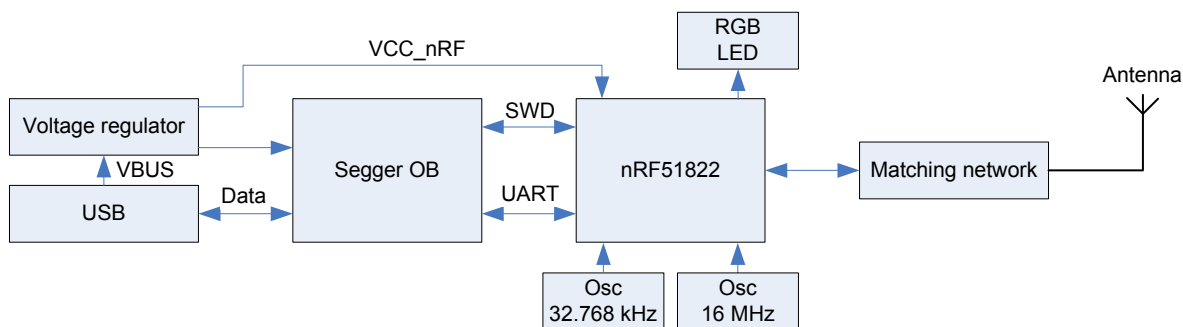 RGB
LED
VCC_nRF
Antenna
Voltage regulator
SWD
Segger OB
nRF51822
Matching network
VBUS
Data
UART
USB
Osc
32.768 kHz
Osc
16 MHz